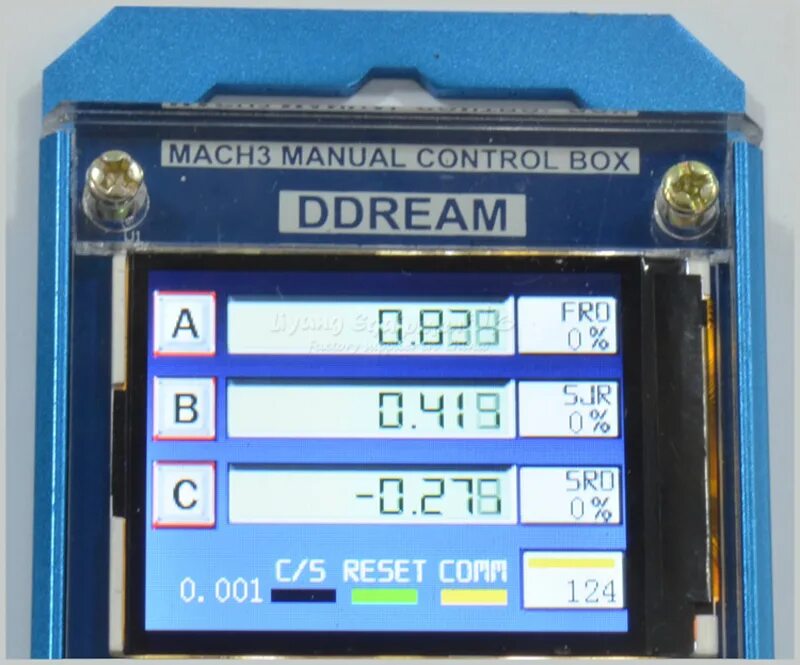 MACH3 MANUAL CONTROL BOX
DDREAM
U1
A 0.838 FRO 0%
B 0.419 SJR 0%
C -0.278 SRO 0%
0.001 C/S RESET COMM 124